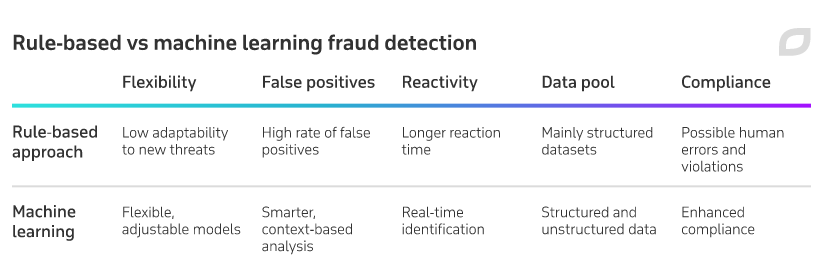 Rule-based vs machine learning fraud detection
Flexibility False positives Reactivity Data pool Compliance
Rule-based Low adaptability High rate of false Longer reaction Mainly structured Possible human
approach to new threats positives time datasets errors and
violations
Machine Flexible, Smarter, Real-time Structured and Enhanced
learning adjustable models context-based identification unstructured data compliance
analysis